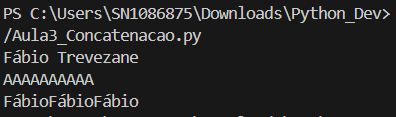 PS C:\Users\SN1086875\Downloads\Python_Dev>
/Aula3_Concatenacao.py
Fábio Trevezane
AAAAAAAAAA
FábioFábioFábio